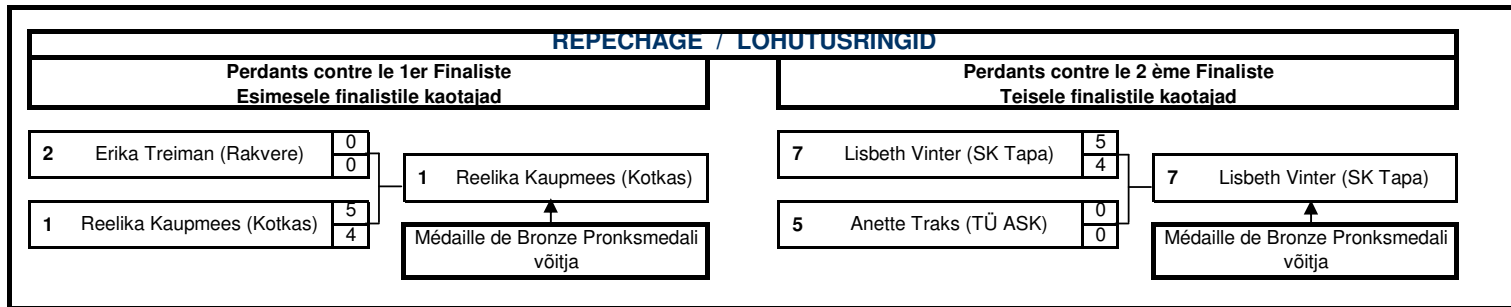 REPECHAGE / LOHUTUSRINGID
Perdants contre le 1er Finaliste
Esimesele finalistile kaotajad
Perdants contre le 2 ème Finaliste
Teisele finalistile kaotajad
2 Erika Treiman (Rakvere) 0
0
1 Reelika Kaupmees (Kotkas)
1 Reelika Kaupmees (Kotkas) 5
4
Médaille de Bronze Pronksmedali
võitja
7 Lisbeth Vinter (SK Tapa) 5
4
7 Lisbeth Vinter (SK Tapa)
5 Anette Traks (TÜ ASK) 0
0
Médaille de Bronze Pronksmedali
võitja